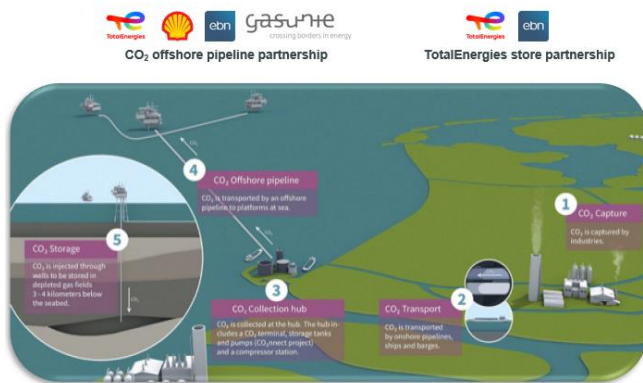 TotalEnergies
ebn
gasunie
crossing borders in energy
TotalEnergies
ebn
CO₂ offshore pipeline partnership
TotalEnergies store partnership
CO₂
CO₂
1
CO₂ Capture
CO₂ is captured by
industries.
2
CO₂ Transport
CO₂ is transported
by onshore pipelines,
ships and barges.
3
CO₂ Collection hub
CO₂ is collected at the hub. The hub in-
cludes a CO₂ terminal, storage tanks
and pumps (CO₂nnect project)
and a compressor station.
4
CO₂ Offshore pipeline
CO₂ is transported by an offshore
pipeline to platforms at sea.
5
CO₂ Storage
CO₂ is injected through
wells to be stored in
depleted gas fields
3 - 4 kilometers below
the seabed.
CO₂